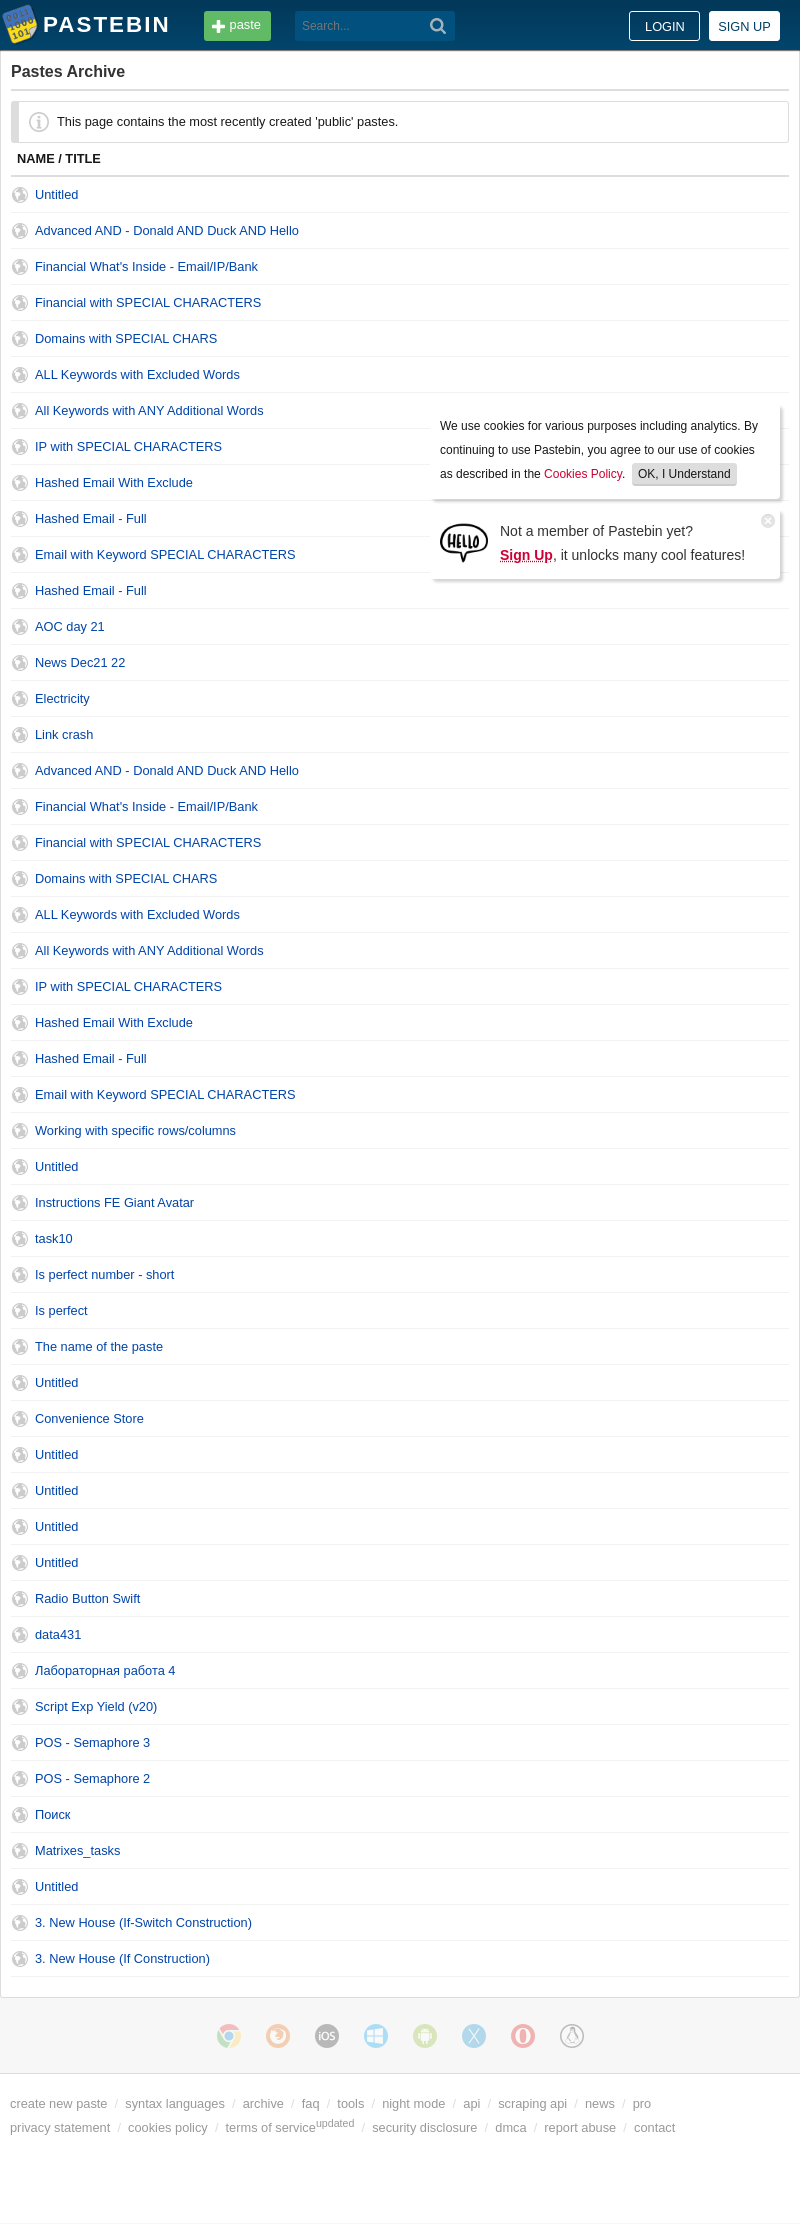 PASTEBIN
paste
Search...
LOGIN
SIGN UP
Pastes Archive
This page contains the most recently created 'public' pastes.
NAME / TITLE
Untitled
Advanced AND - Donald AND Duck AND Hello
Financial What's Inside - Email/IP/Bank
Financial with SPECIAL CHARACTERS
Domains with SPECIAL CHARS
ALL Keywords with Excluded Words
All Keywords with ANY Additional Words
IP with SPECIAL CHARACTERS
Hashed Email With Exclude
Hashed Email - Full
Email with Keyword SPECIAL CHARACTERS
We use cookies for various purposes including analytics. By
continuing to use Pastebin, you agree to our use of cookies
as described in the Cookies Policy. OK, I Understand
HELLO
Not a member of Pastebin yet?
Sign Up, it unlocks many cool features!
Hashed Email - Full
AOC day 21
News Dec21 22
Electricity
Link crash
Advanced AND - Donald AND Duck AND Hello
Financial What's Inside - Email/IP/Bank
Financial with SPECIAL CHARACTERS
Domains with SPECIAL CHARS
ALL Keywords with Excluded Words
All Keywords with ANY Additional Words
IP with SPECIAL CHARACTERS
Hashed Email With Exclude
Hashed Email - Full
Email with Keyword SPECIAL CHARACTERS
Working with specific rows/columns
Untitled
Instructions FE Giant Avatar
task10
Is perfect number - short
Is perfect
The name of the paste
Untitled
Convenience Store
Untitled
Untitled
Untitled
Untitled
Radio Button Swift
data431
Лабораторная работа 4
Script Exp Yield (v20)
POS - Semaphore 3
POS - Semaphore 2
Поиск
Matrixes_tasks
Untitled
3. New House (If-Switch Construction)
3. New House (If Construction)
iOS
create new paste / syntax languages / archive / faq / tools / night mode / api / scraping api / news / pro
privacy statement / cookies policy / terms of service updated / security disclosure / dmca / report abuse / contact